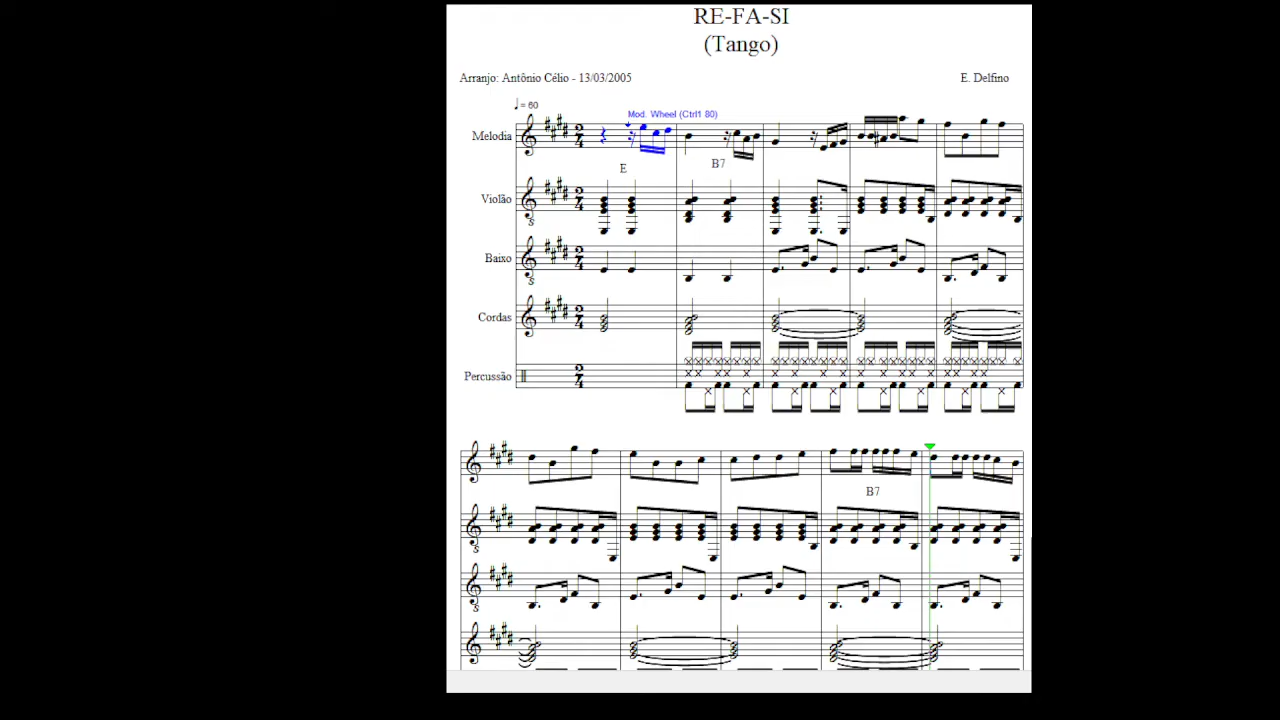 RE-FA-SI
(Tango)
Arranjo: Antônio Célio - 13/03/2005
E. Delfino
♩ = 60
Mod. Wheel (Ctrl1 80)
Melodia
E
B7
Violão
Baixo
Cordas
Percussão
B7